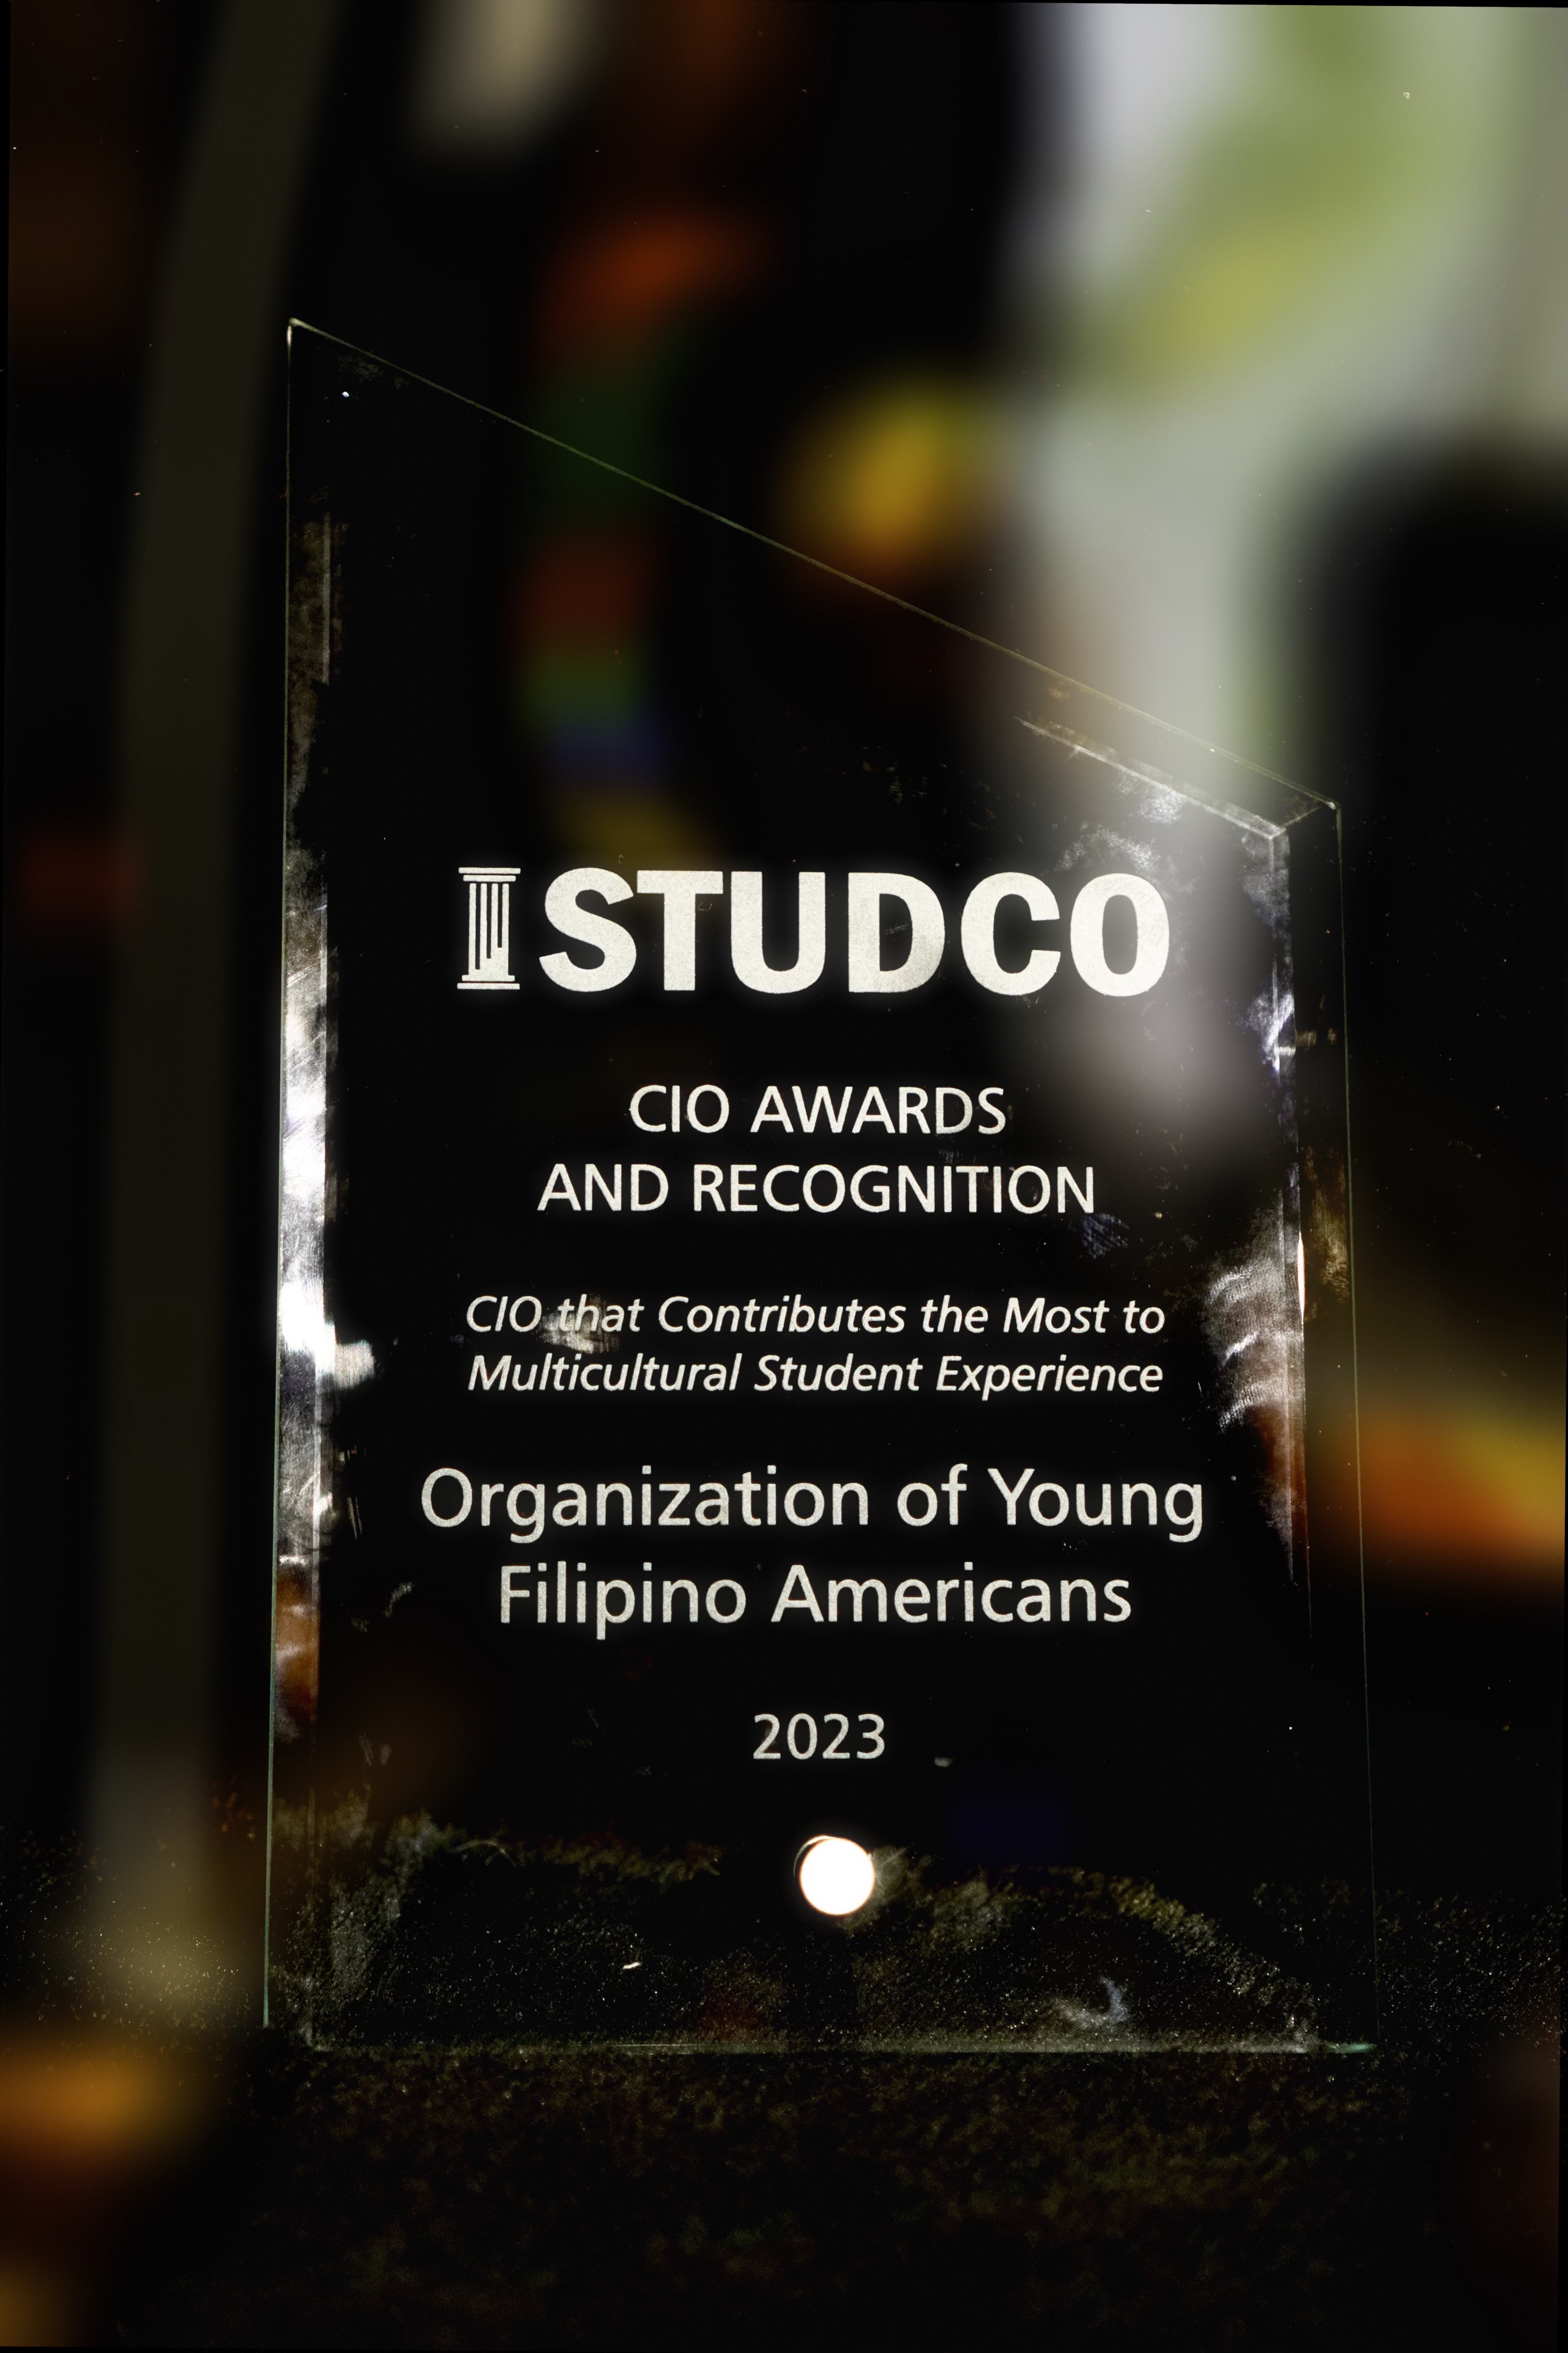 STUDCO
CIO AWARDS
AND RECOGNITION
CIO that Contributes the Most to
Multicultural Student Experience
Organization of Young
Filipino Americans
2023